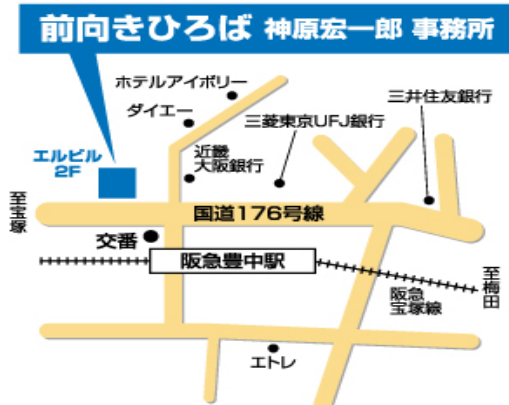 前向きひろば 神原宏一郎 事務所
ホテルアイボリー
ダイエー
三井住友銀行
三菱東京UFJ銀行
近畿
大阪銀行
エルビル
2F
至宝塚
国道176号線
交番
阪急豊中駅
至梅田
阪急
宝塚線
エトレ